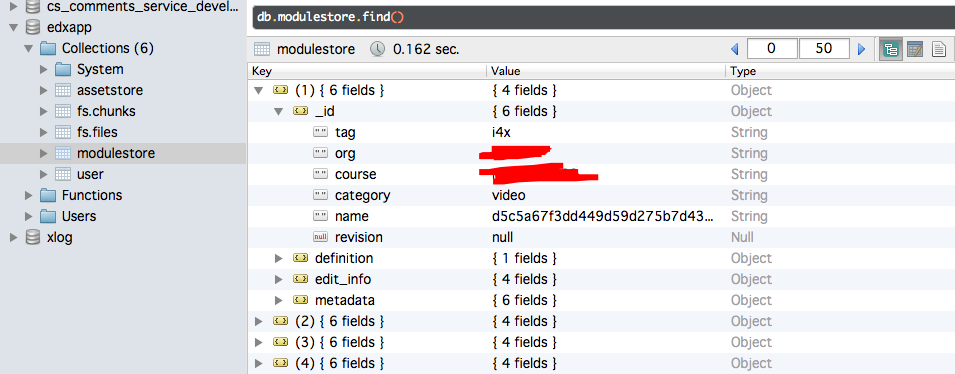 cs_comments_service_devel...
edxapp
Collections (6)
System
assetstore
fs.chunks
fs.files
modulestore
user
Functions
Users
xlog
db.modulestore.find()
modulestore 0.162 sec. 0 50
Key Value Type
(1) { 6 fields } { 4 fields } Object
_id { 6 fields } Object
tag i4x String
org String
course String
category video String
name d5c5a67f3dd449d59d275b7d43... String
revision null Null
definition { 1 fields } Object
edit_info { 4 fields } Object
metadata { 6 fields } Object
(2) { 6 fields } { 4 fields } Object
(3) { 6 fields } { 4 fields } Object
(4) { 6 fields } { 4 fields } Object